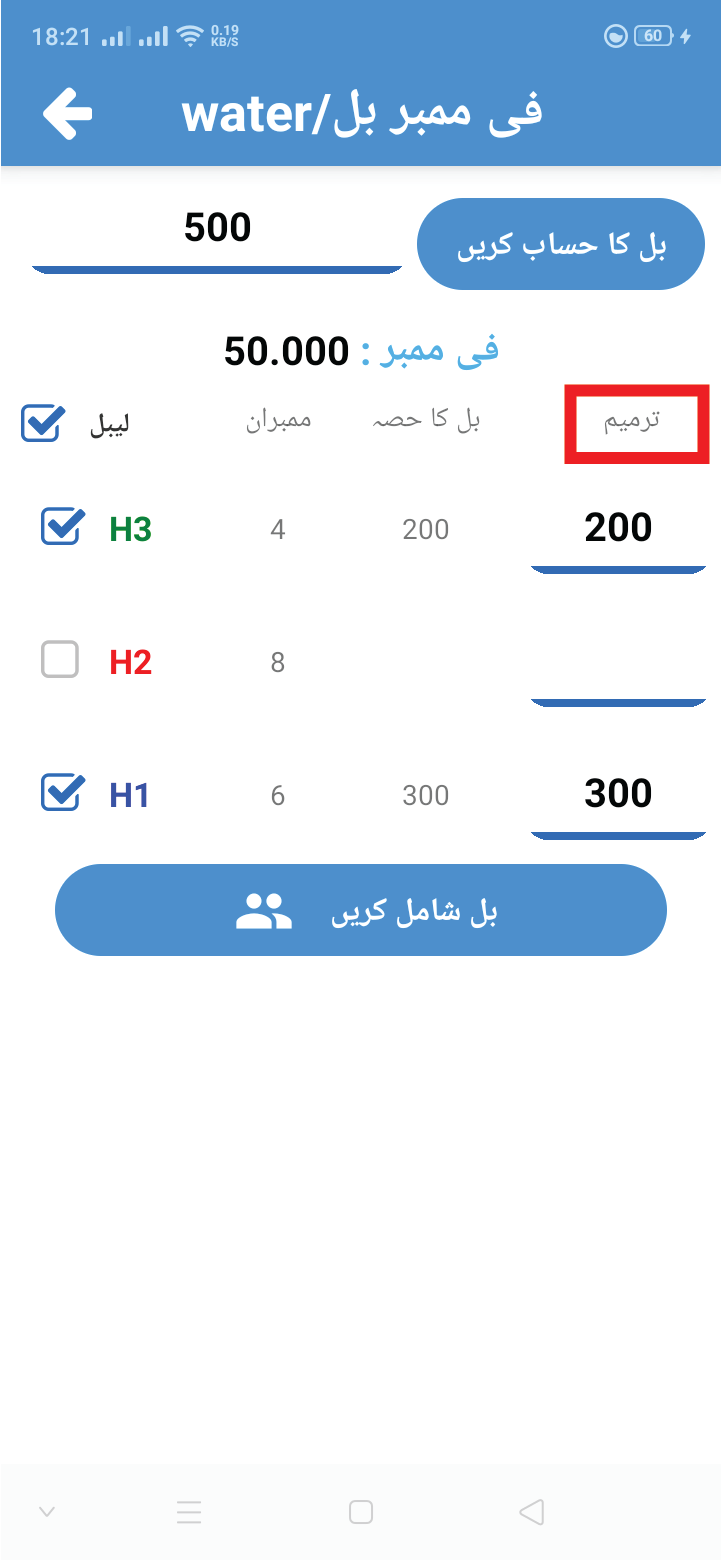 18:21 0.19 KB/S 60
فی ممبر بل/water
500 بل کا حساب کریں
فی ممبر : 50.000
لیبل ممبران بل کا حصہ ترمیم
H3 4 200 200
H2 8
H1 6 300 300
بل شامل کریں